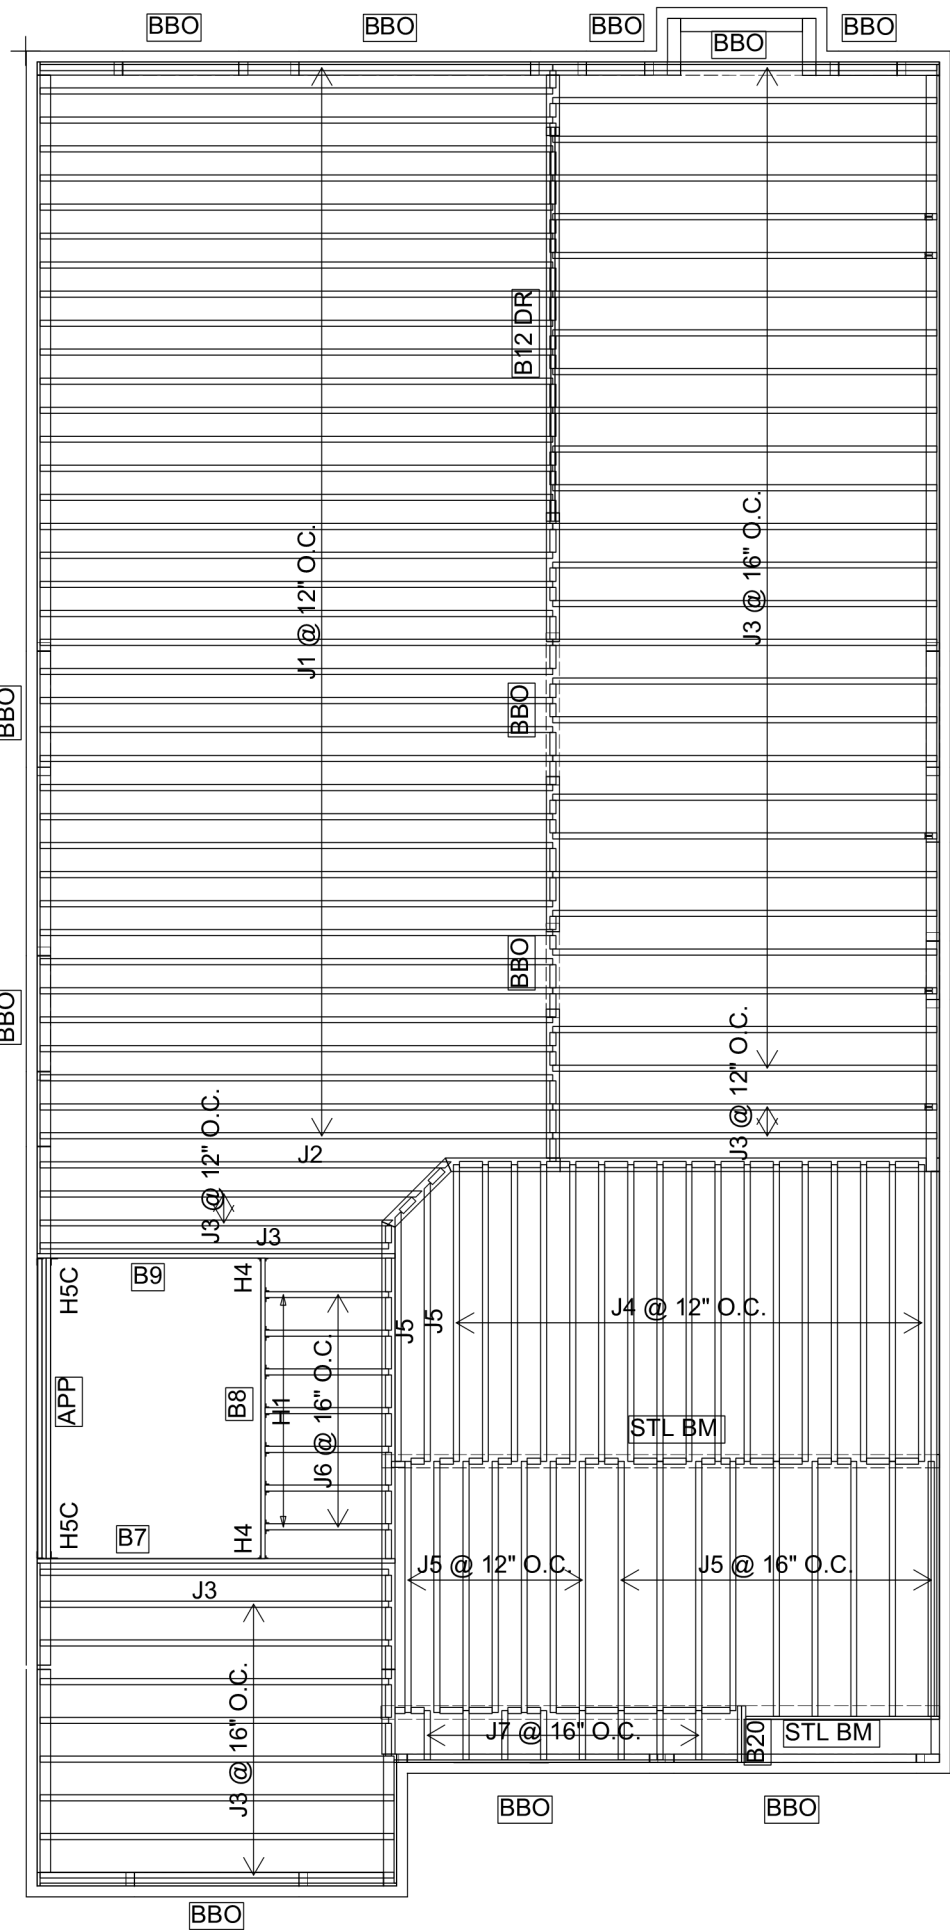 BBO
BBO
BBO
BBO
BBO
B12 DR
J1 @ 12" O.C.
J3 @ 16" O.C.
BBO
BBO
BBO
BBO
J3 @ 12" O.C.
J3 @ 12" O.C.
J2
J3
B9
H5C
H4
J5
J5
J4 @ 12" O.C.
APP
B8
H1
J6 @ 16" O.C.
STL BM
H5C
B7
H4
J3
J5 @ 12" O.C.
J5 @ 16" O.C.
J3 @ 16" O.C.
J7 @ 16" O.C.
B20
STL BM
BBO
BBO
BBO